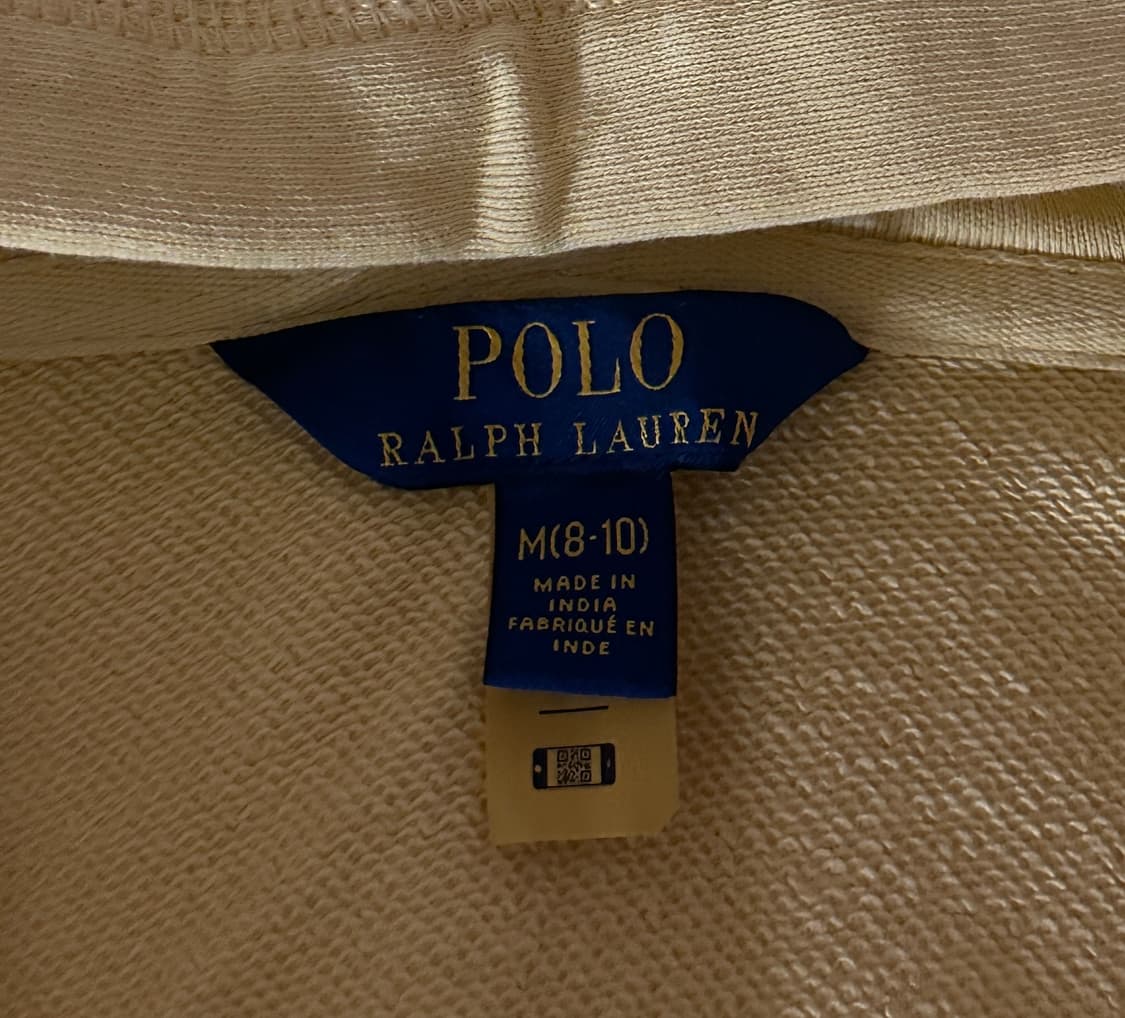 POLO
RALPH LAUREN
M(8-10)
MADE IN
INDIA
FABRIQUÉ EN
INDE